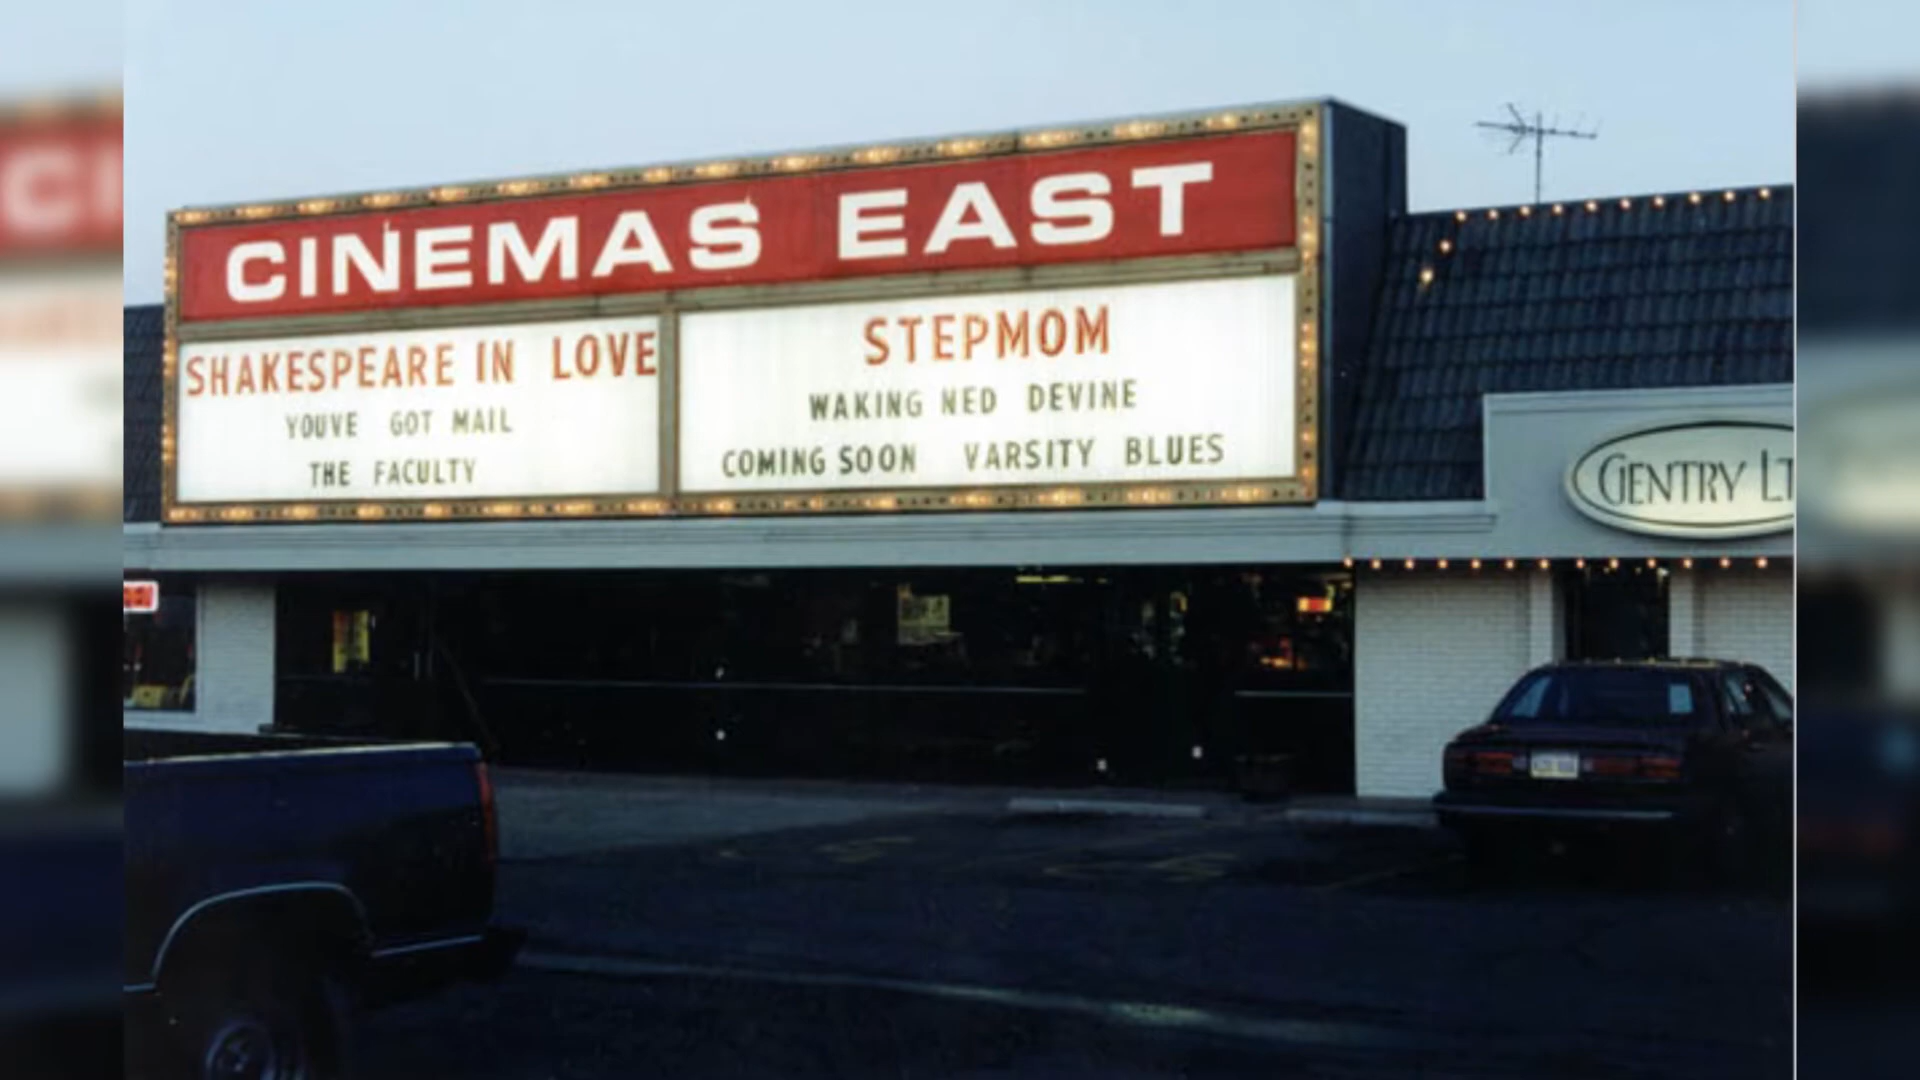 CINEMAS EAST
SHAKESPEARE IN LOVE
YOUVE GOT MAIL
THE FACULTY
STEPMOM
WAKING NED DEVINE
COMING SOON VARSITY BLUES
GENTRY LT